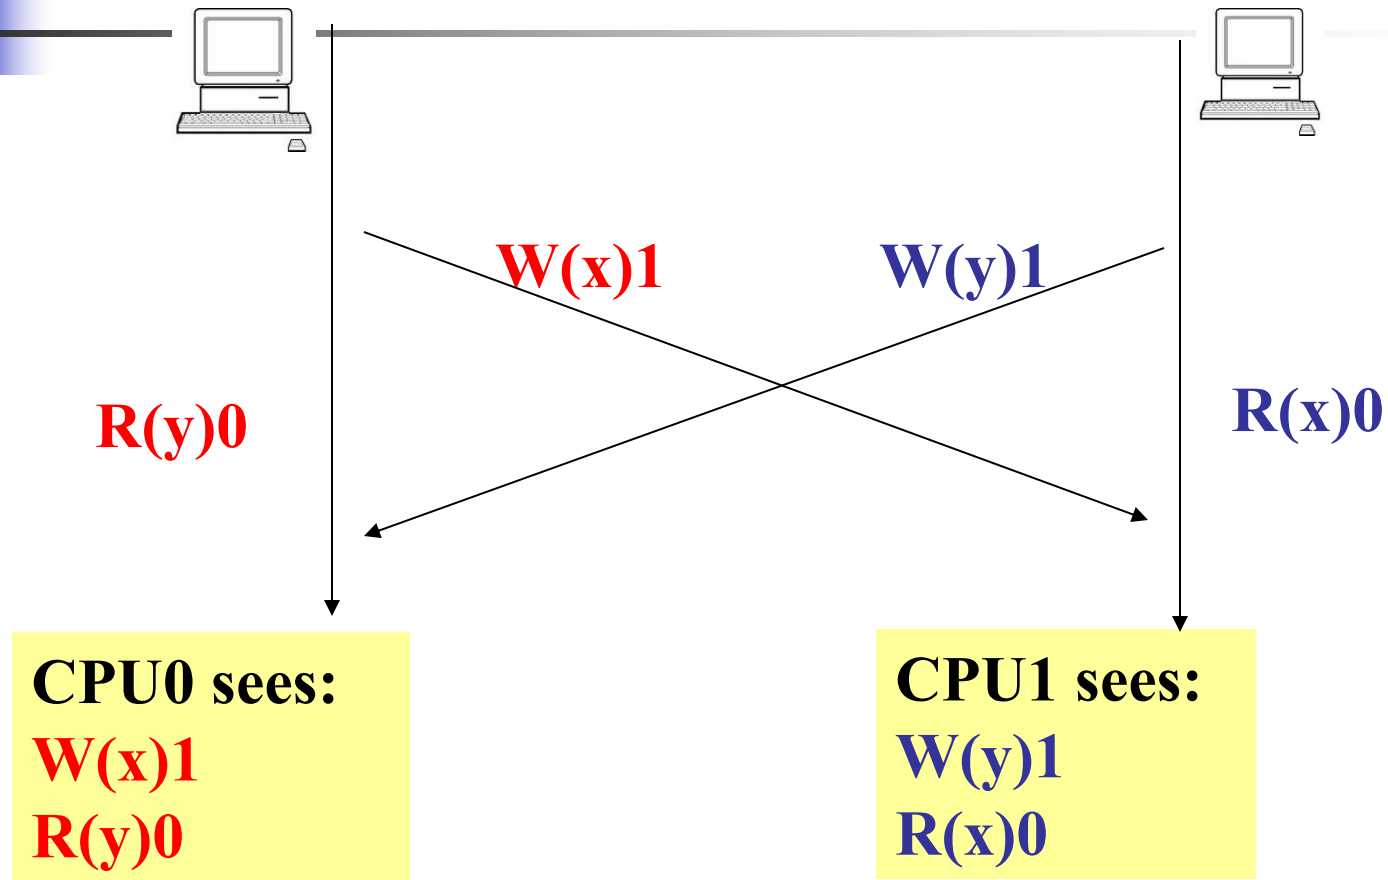 W(x)1
W(y)1
R(y)0
R(x)0
CPU0 sees:
W(x)1
R(y)0
CPU1 sees:
W(y)1
R(x)0